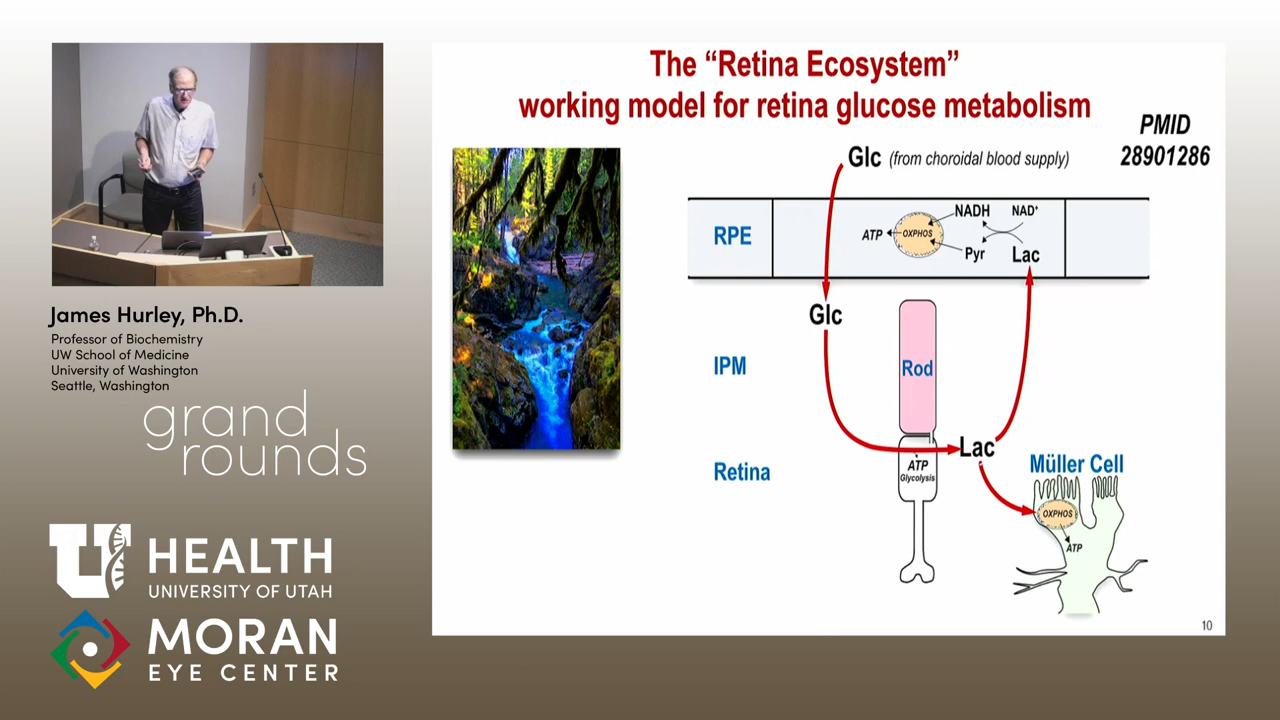 The “Retina Ecosystem”
working model for retina glucose metabolism
PMID
28901286
Glc (from choroidal blood supply)
RPE
ATP
OXPHOS
NADH
NAD+
Pyr
Lac
Glc
IPM
Rod
Retina
ATP
Glycolysis
Lac
Müller Cell
OXPHOS
ATP
10
James Hurley, Ph.D.
Professor of Biochemistry
UW School of Medicine
University of Washington
Seattle, Washington
grand
rounds
U HEALTH
UNIVERSITY OF UTAH
MORAN
EYE CENTER